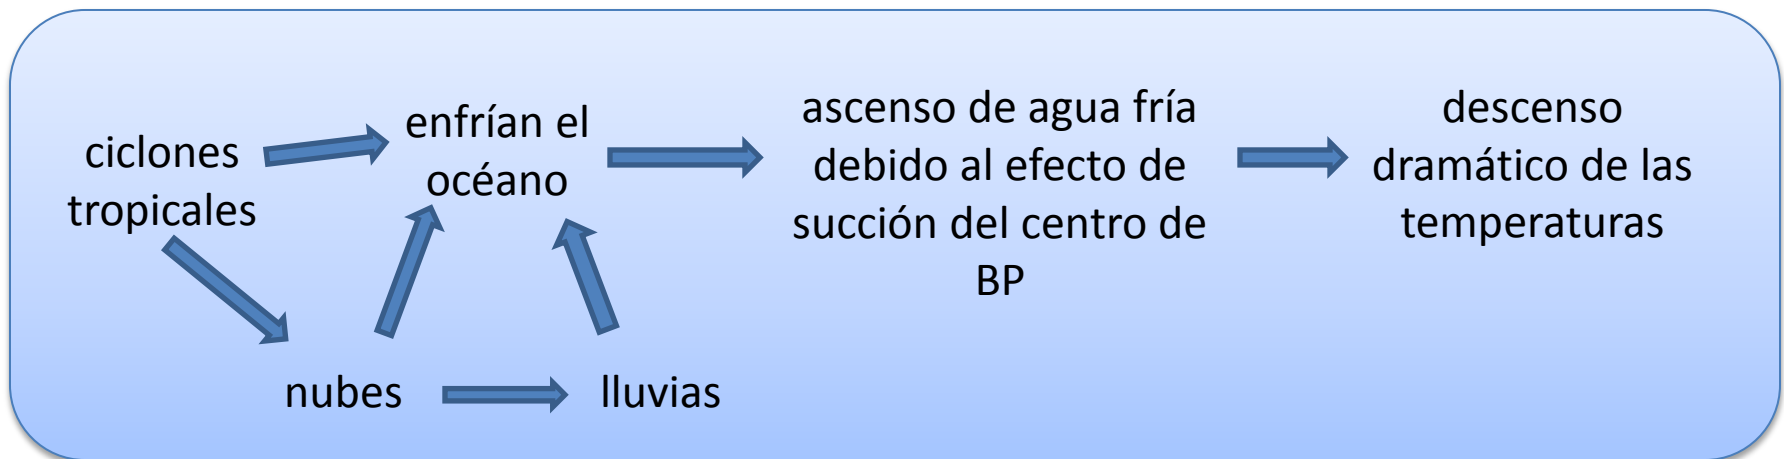 ciclones
tropicales
enfrían el
océano
ascenso de agua fría
debido al efecto de
succión del centro de
BP
descenso
dramático de las
temperaturas
nubes
lluvias